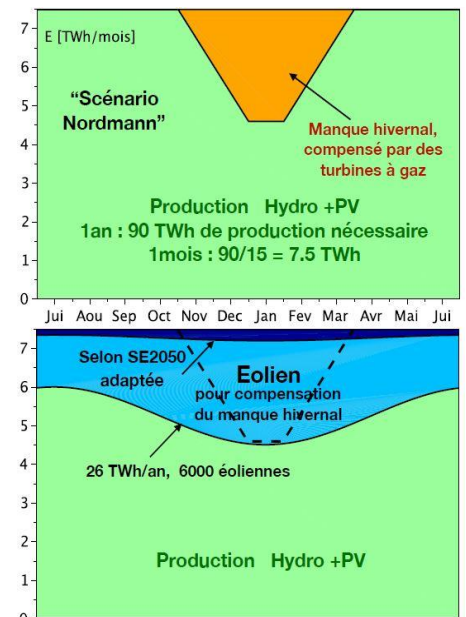 7
E [TWh/mois]
6
“Scénario
Nordmann”
5
Manque hivernal,
compensé par des
turbines à gaz
4
3
Production Hydro +PV
2
1an : 90 TWh de production nécessaire
1mois : 90/15 = 7.5 TWh
1
0
Jui Aou Sep Oct Nov Dec Jan Fev Mar Avr Mai Jui
7
Selon SE2050
adaptée
Eolien
6
pour compensation
du manque hivernal
5
26 TWh/an, 6000 éoliennes
4
3
2
Production Hydro +PV
1
0